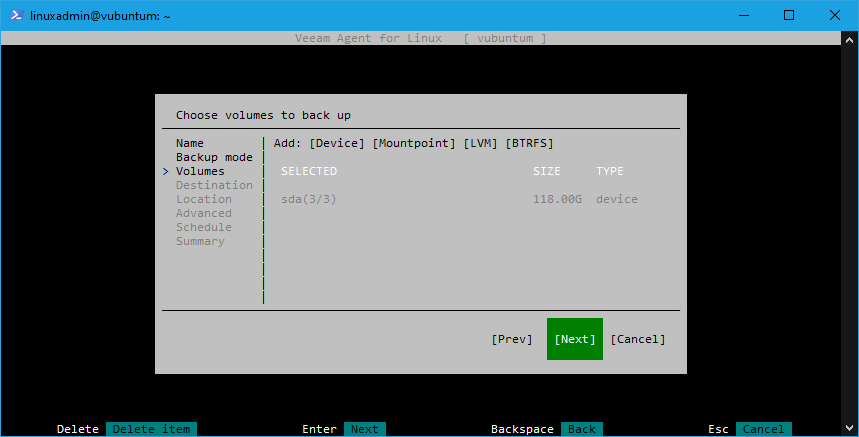 linuxadmin@vubuntum: ~
Veeam Agent for Linux [ vubuntum ]
Choose volumes to back up
Name Add: [Device] [Mountpoint] [LVM] [BTRFS]
Backup mode
> Volumes SELECTED SIZE TYPE
Destination
Location sda(3/3) 118.00G device
Advanced
Schedule
Summary
[Prev] [Next] [Cancel]
Delete Delete item Enter Next Backspace Back Esc Cancel